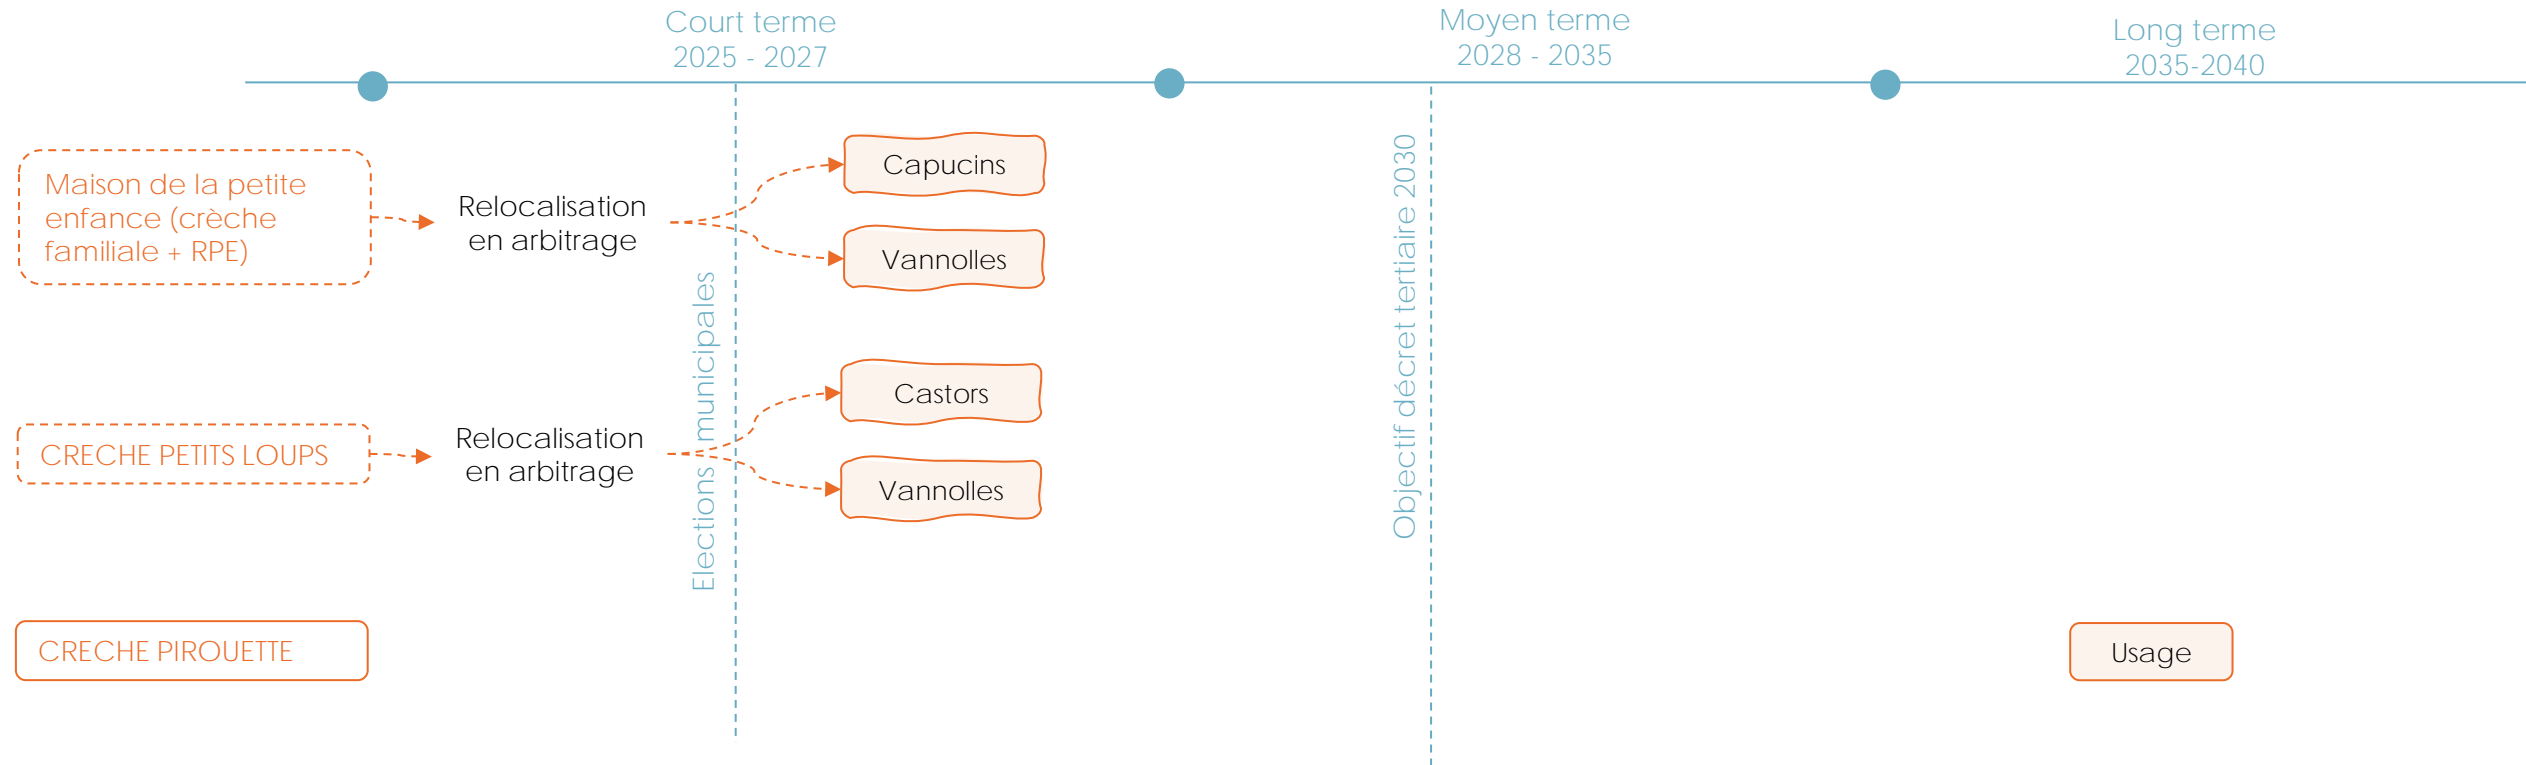 Court terme
2025 - 2027
Moyen terme
2028 - 2035
Long terme
2035-2040
Maison de la petite
enfance (crèche
familiale + RPE)
Relocalisation
en arbitrage
Capucins
Vannolles
Elections municipales
Objectif décret tertiaire 2030
CRECHE PETITS LOUPS
Relocalisation
en arbitrage
Castors
Vannolles
CRECHE PIROUETTE
Usage